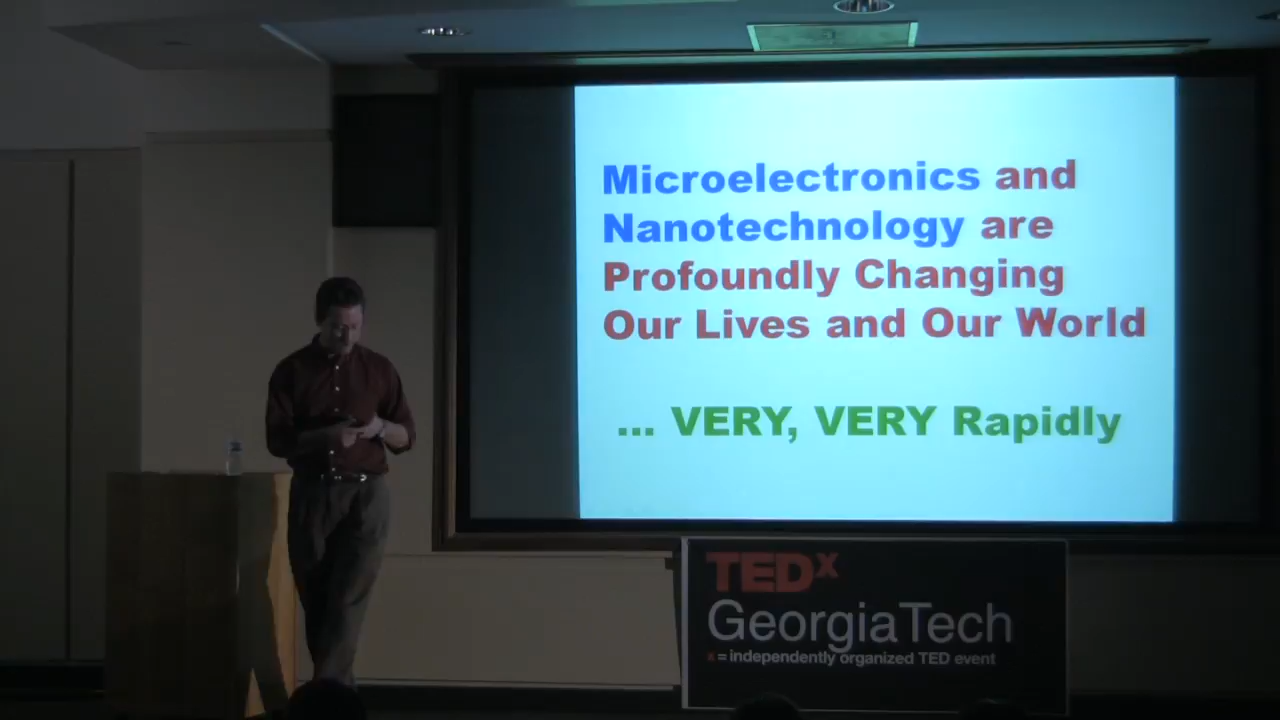 Microelectronics and
Nanotechnology are
Profoundly Changing
Our Lives and Our World
... VERY, VERY Rapidly
TEDx
GeorgiaTech
x = independently organized TED event